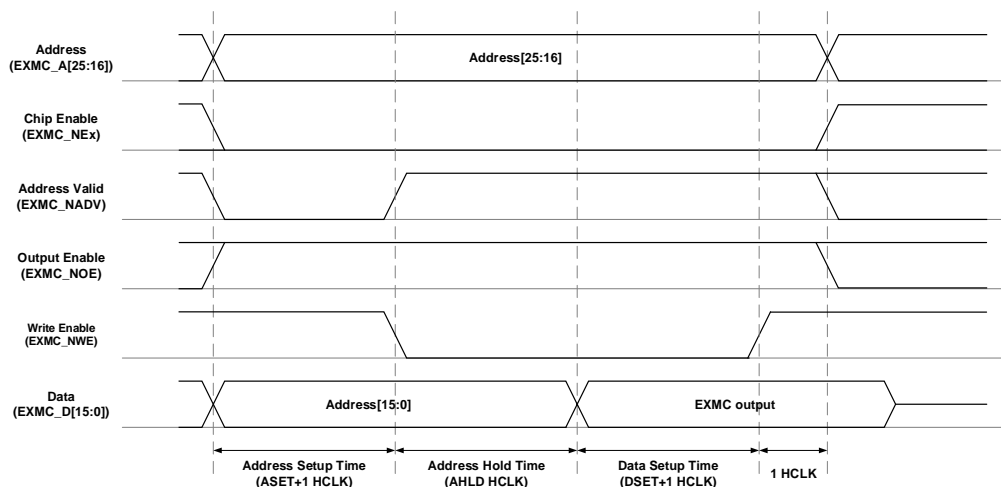 Address
(EXMC_A[25:16])
Address[25:16]
Chip Enable
(EXMC_NEx)
Address Valid
(EXMC_NADV)
Output Enable
(EXMC_NOE)
Write Enable
(EXMC_NWE)
Data
(EXMC_D[15:0])
Address[15:0]
EXMC output
Address Setup Time
(ASET+1 HCLK)
Address Hold Time
(AHLD HCLK)
Data Setup Time
(DSET+1 HCLK)
1 HCLK